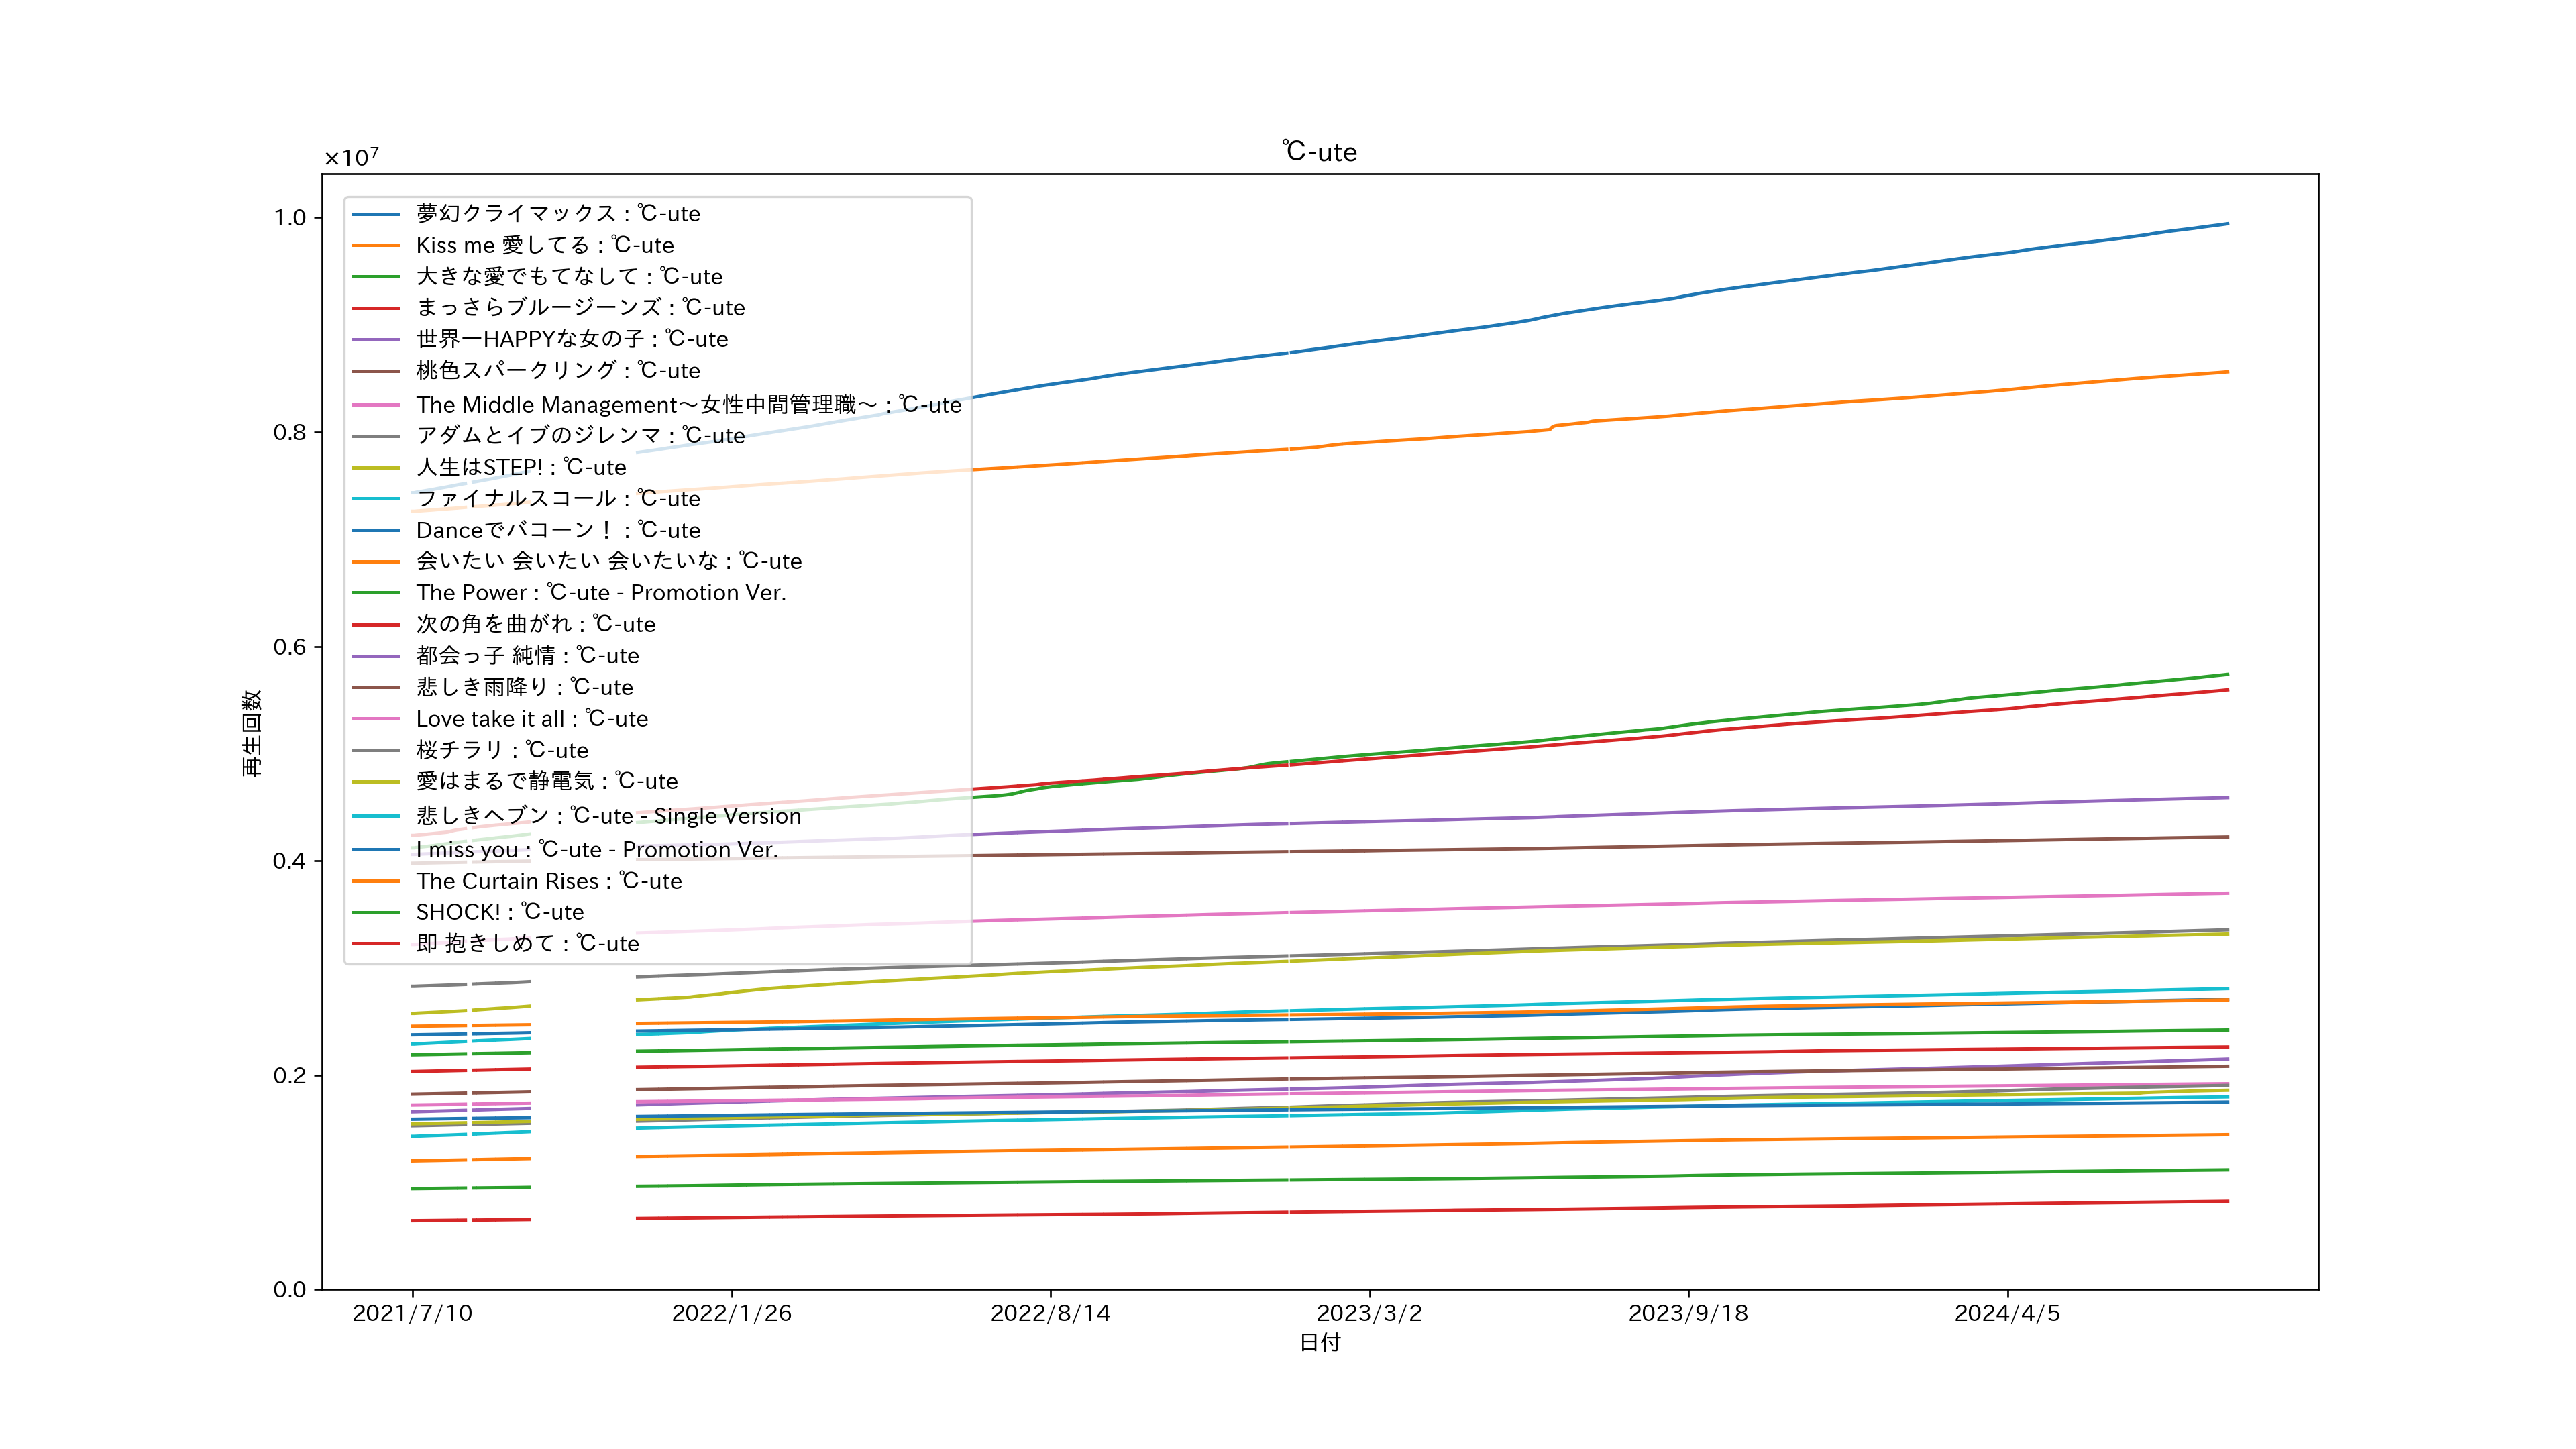 ℃-ute
×10⁷
1.0
0.8
0.6
0.4
0.2
0.0
再生回数
夢幻クライマックス : ℃-ute
Kiss me 愛してる : ℃-ute
大きな愛でもてなして : ℃-ute
まっさらブルージーンズ : ℃-ute
世界一HAPPYな女の子 : ℃-ute
桃色スパークリング : ℃-ute
The Middle Management～女性中間管理職～ : ℃-ute
アダムとイブのジレンマ : ℃-ute
人生はSTEP! : ℃-ute
ファイナルスコール : ℃-ute
Danceでバコーン！ : ℃-ute
会いたい 会いたい 会いたいな : ℃-ute
The Power : ℃-ute - Promotion Ver.
次の角を曲がれ : ℃-ute
都会っ子 純情 : ℃-ute
悲しき雨降り : ℃-ute
Love take it all : ℃-ute
桜チラリ : ℃-ute
愛はまるで静電気 : ℃-ute
悲しきヘブン : ℃-ute - Single Version
I miss you : ℃-ute - Promotion Ver.
The Curtain Rises : ℃-ute
SHOCK! : ℃-ute
即 抱きしめて : ℃-ute
2021/7/10 2022/1/26 2022/8/14 2023/3/2 2023/9/18 2024/4/5
日付